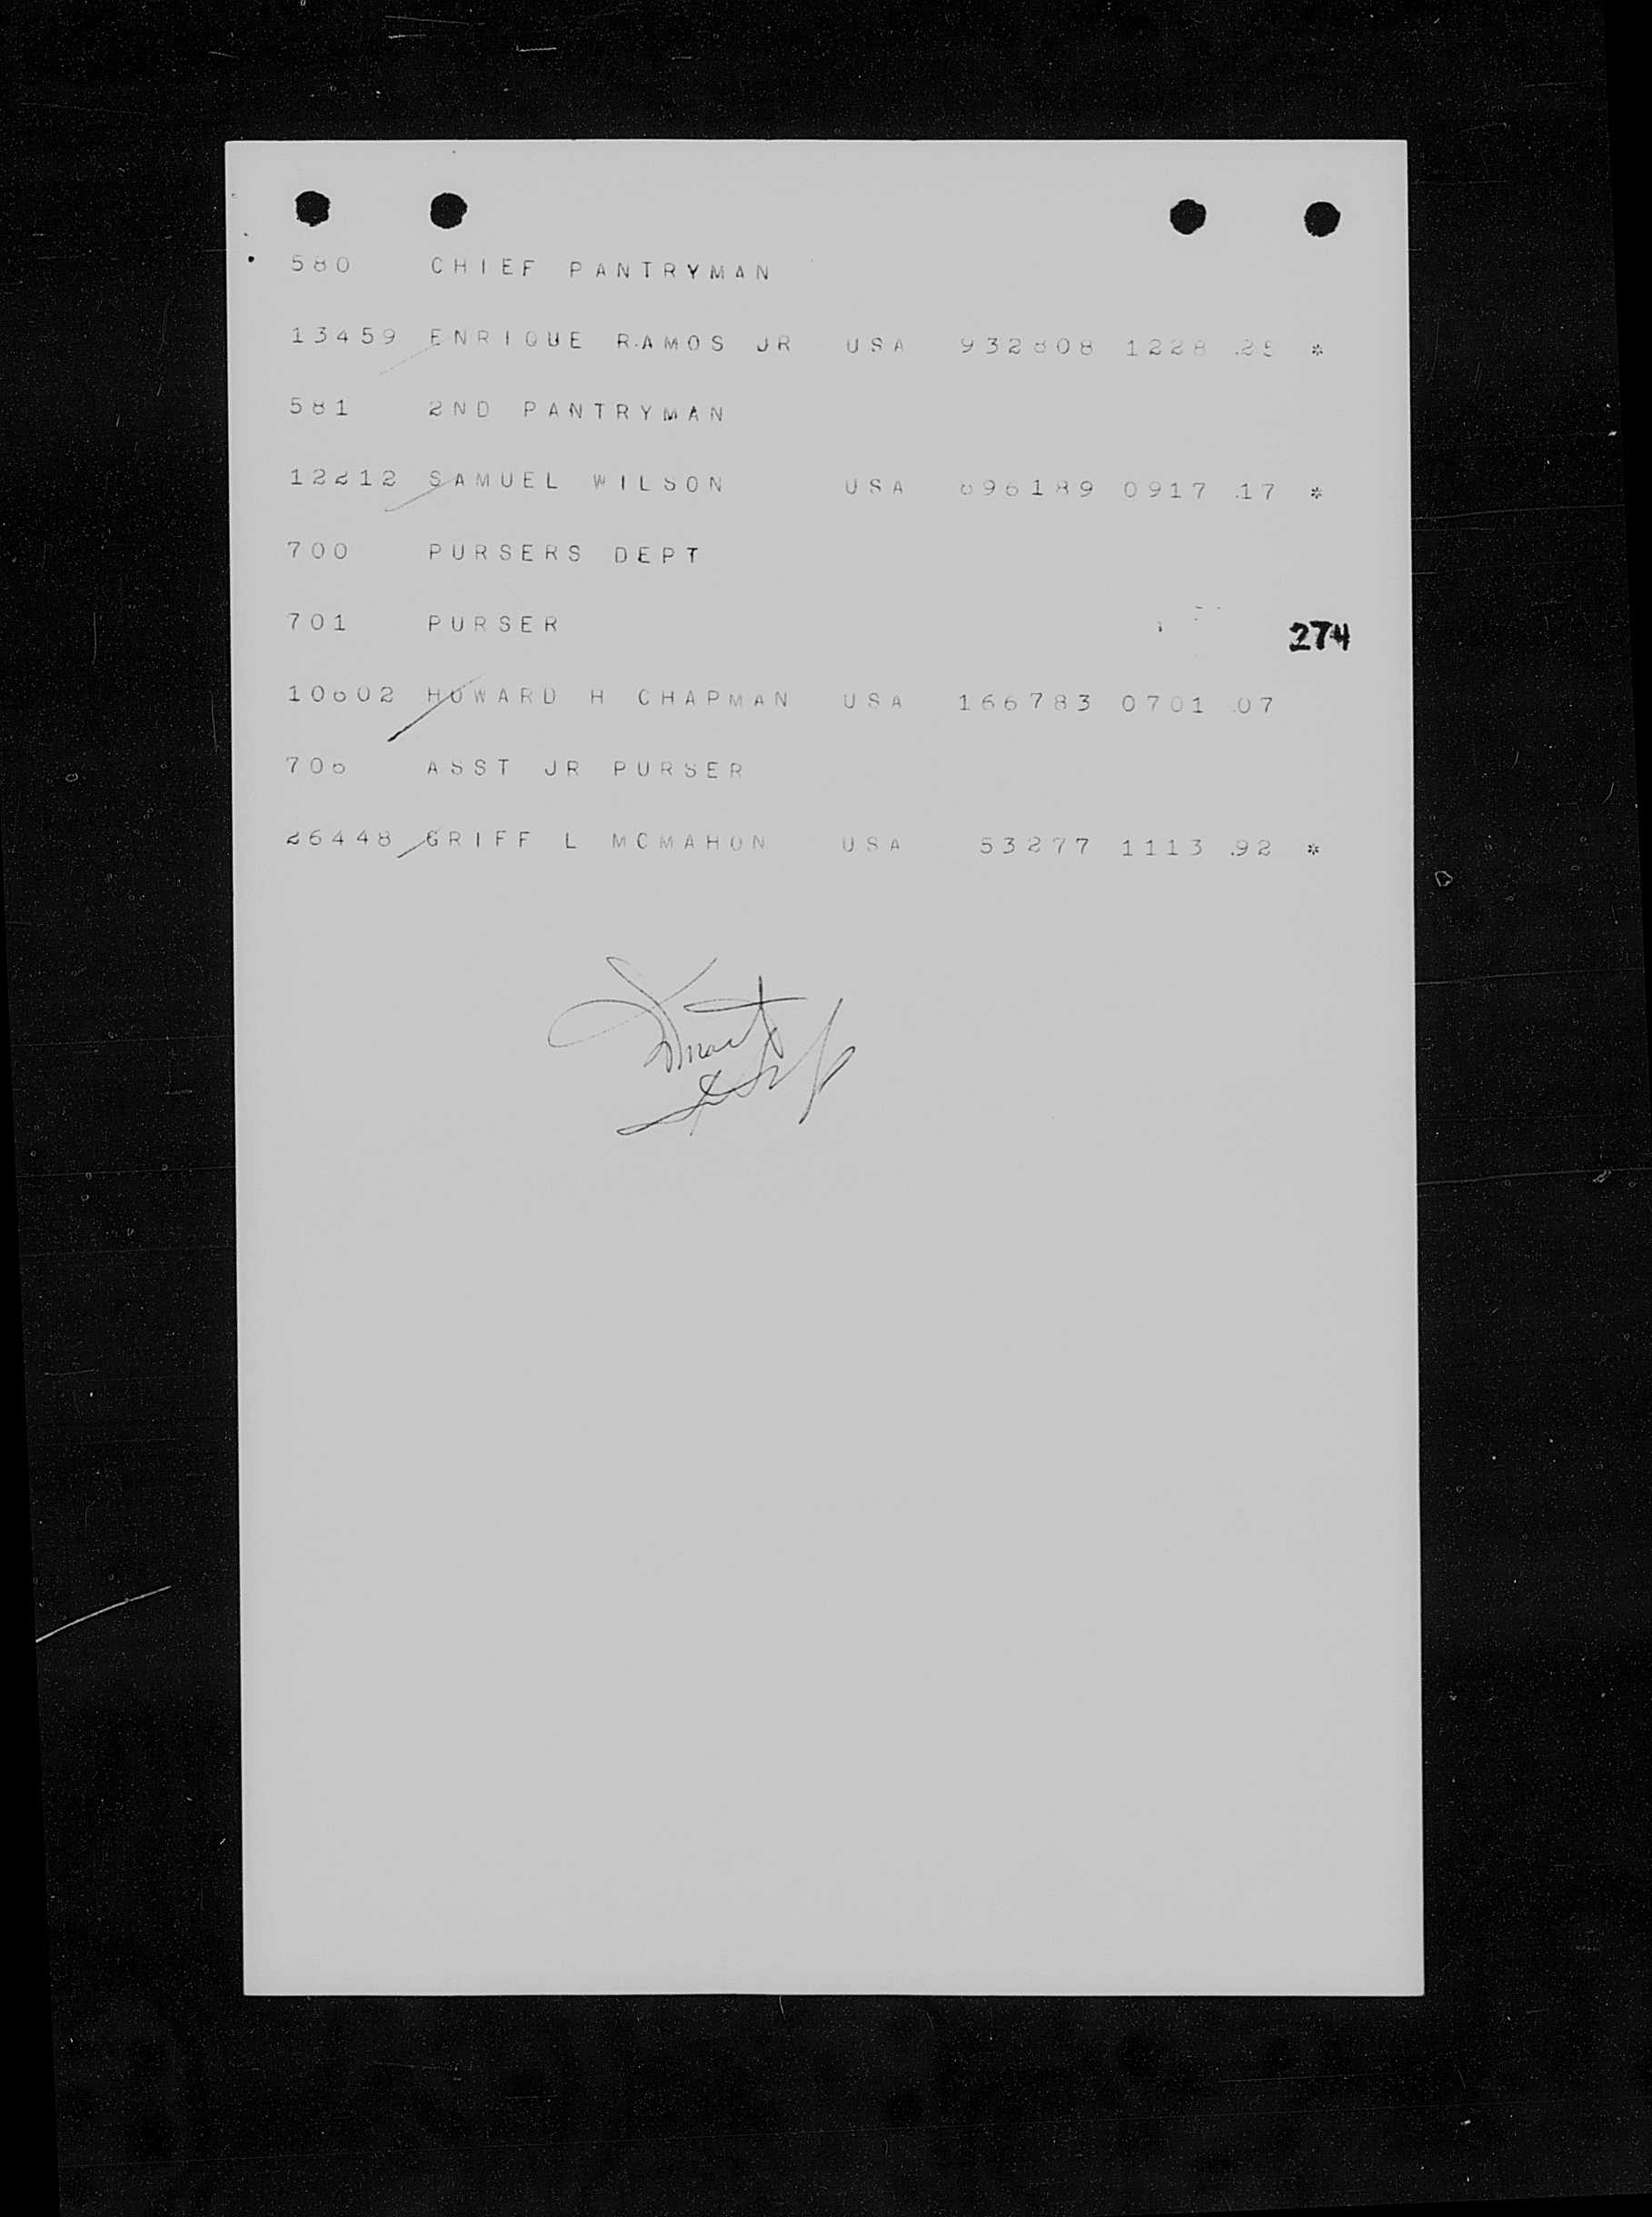 580 CHIEF PANTRYMAN
13459 ENRIQUE RAMOS JR USA 932808 1228 .25 *
581 2ND PANTRYMAN
12212 SAMUEL WILSON USA 696189 0917 .17 *
700 PURSERS DEPT
701 PURSER
274
10602 HOWARD H CHAPMAN USA 166783 0701 .07
706 ASST JR PURSER
26448 GRIFF L MCMAHON USA 53277 1113 .92 *